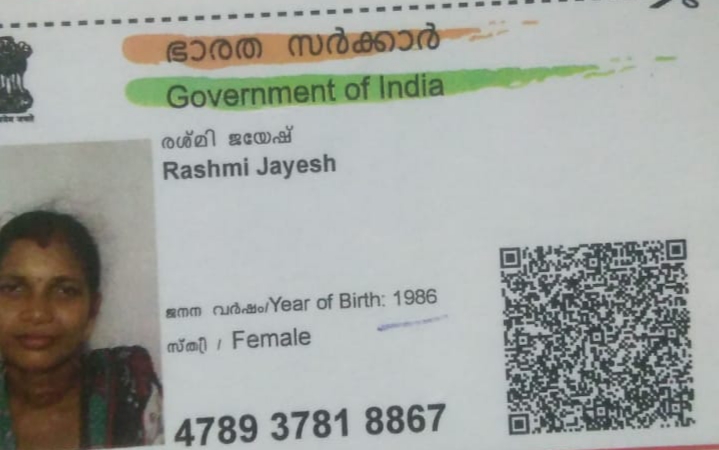 ഭാരത സർക്കാർ
Government of India
രശ്മി ജയേഷ്
Rashmi Jayesh
ജനന വർഷം/Year of Birth: 1986
സ്ത്രീ / Female
4789 3781 8867